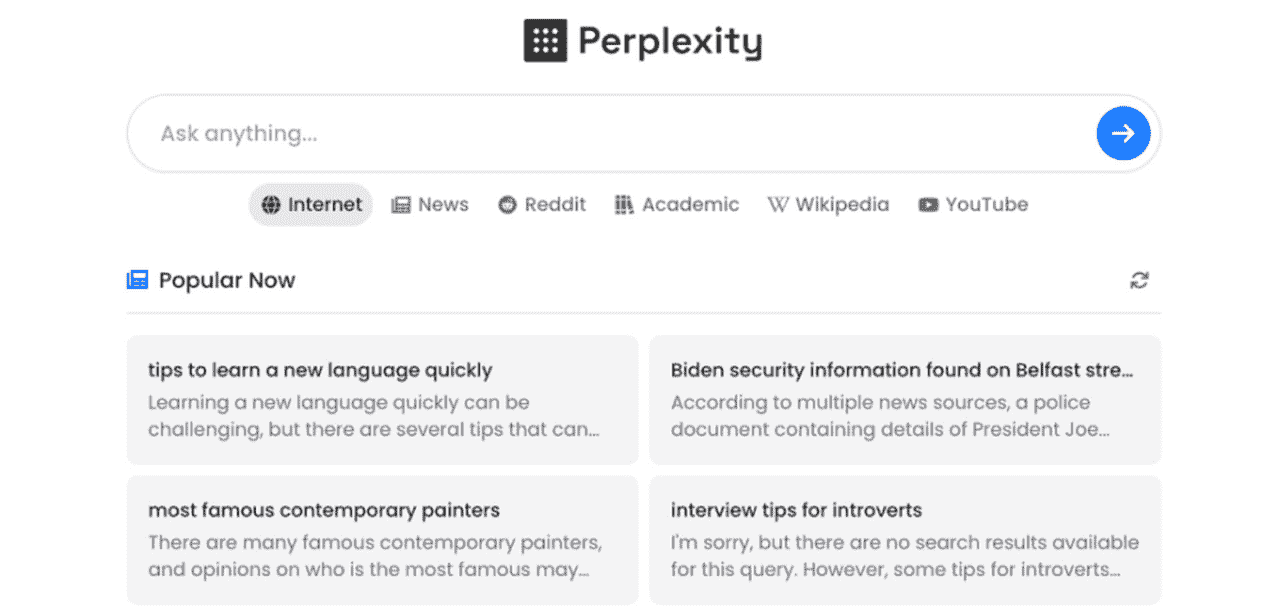 Perplexity
Ask anything...
Internet News Reddit Academic Wikipedia YouTube
Popular Now
tips to learn a new language quickly
Learning a new language quickly can be
challenging, but there are several tips that can...
Biden security information found on Belfast stre...
According to multiple news sources, a police
document containing details of President Joe...
most famous contemporary painters
There are many famous contemporary painters,
and opinions on who is the most famous may...
interview tips for introverts
I'm sorry, but there are no search results available
for this query. However, some tips for introverts...